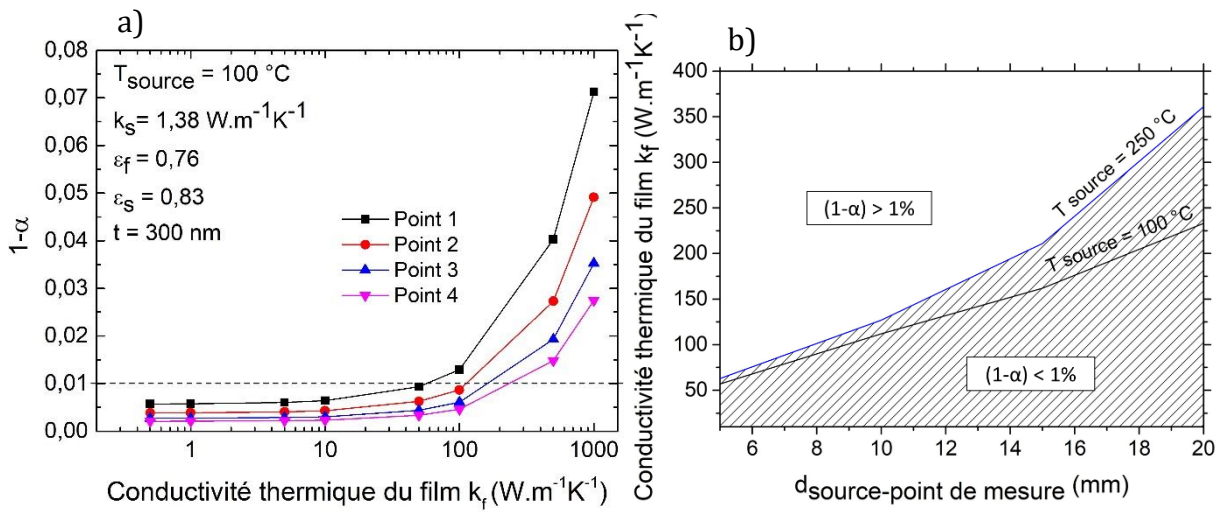 a)
1-α
0,08
0,07
0,06
0,05
0,04
0,03
0,02
0,01
0,00
T_source = 100 °C
k_s= 1,38 W.m⁻¹K⁻¹
ε_f = 0,76
ε_s = 0,83
t = 300 nm
Point 1
Point 2
Point 3
Point 4
1 10 100 1000
Conductivité thermique du film k_f (W.m⁻¹K⁻¹)
b)
Conductivité thermique du film k_f (W.m⁻¹K⁻¹)
400
350
300
250
200
150
100
50
(1-α) > 1%
T source = 250 °C
T source = 100 °C
(1-α) < 1%
6 8 10 12 14 16 18 20
d_source-point de mesure (mm)